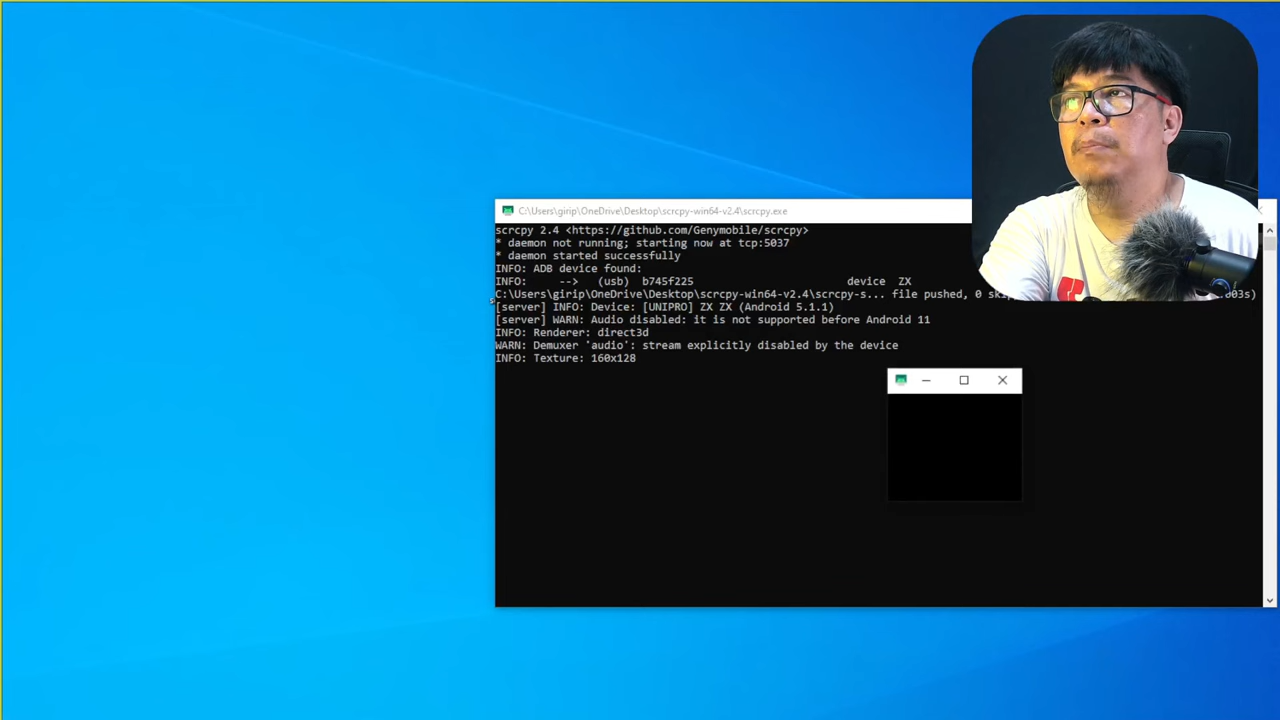 C:\Users\girip\OneDrive\Desktop\scrcpy-win64-v2.4\scrcpy.exe
scrcpy 2.4 <https://github.com/Genymobile/scrcpy>
* daemon not running; starting now at tcp:5037
* daemon started successfully
INFO: ADB device found:
INFO:     --> (usb) b745f225 device ZX
C:\Users\girip\OneDrive\Desktop\scrcpy-win64-v2.4\scrcpy-s... file pushed, 0 003s)
[server] INFO: Device: [UNIPRO] ZX ZX (Android 5.1.1)
[server] WARN: Audio disabled: it is not supported before Android 11
INFO: Renderer: direct3d
WARN: Demuxer 'audio': stream explicitly disabled by the device
INFO: Texture: 160x128